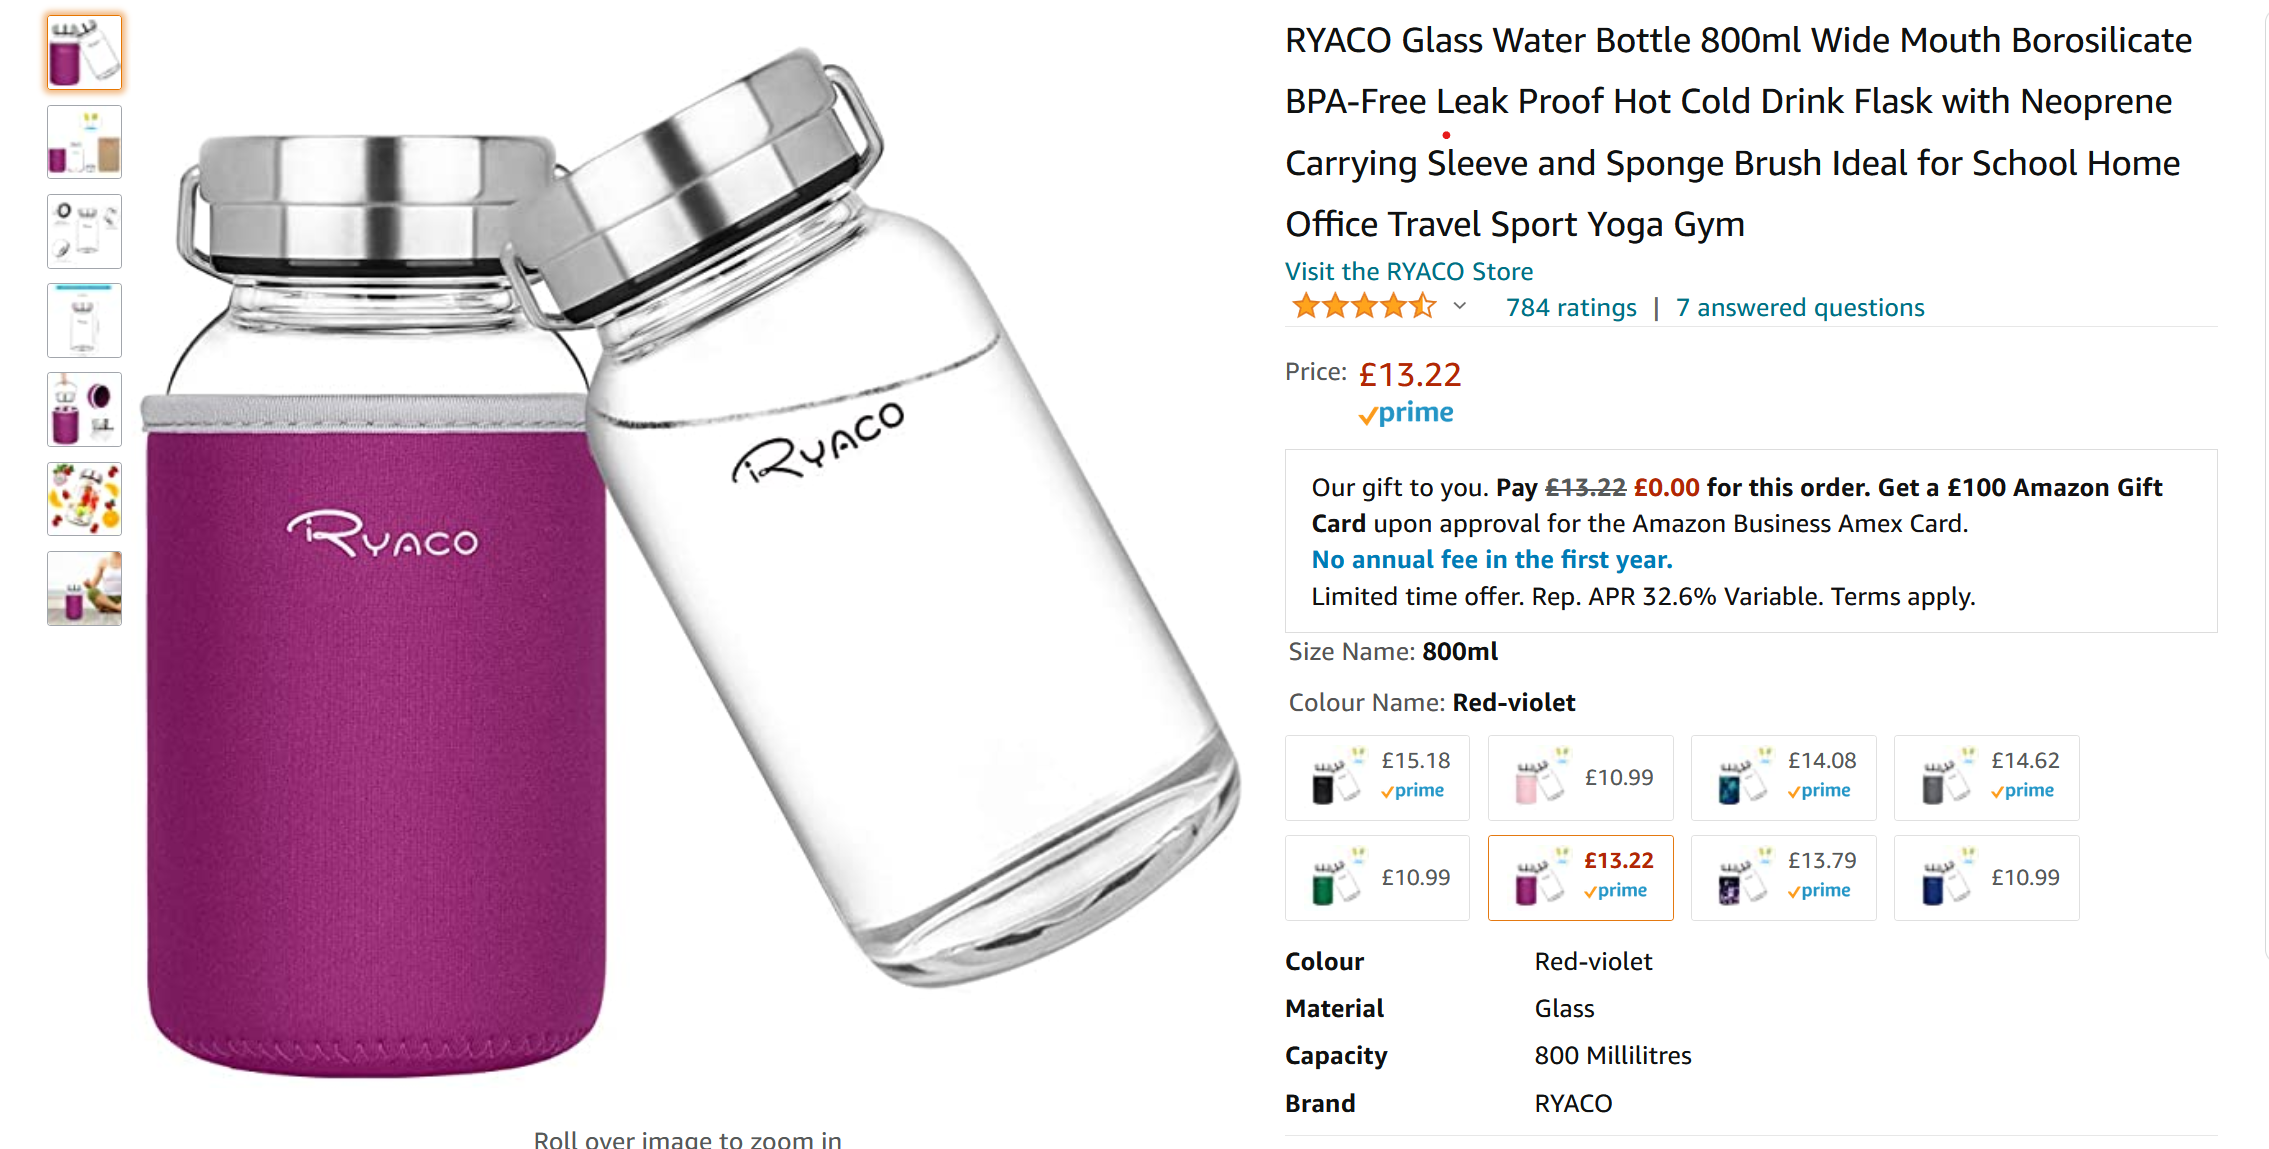 RYACO Glass Water Bottle 800ml Wide Mouth Borosilicate
BPA-Free Leak Proof Hot Cold Drink Flask with Neoprene
Carrying Sleeve and Sponge Brush Ideal for School Home
Office Travel Sport Yoga Gym
Visit the RYACO Store
784 ratings | 7 answered questions
Price: £13.22
prime
Our gift to you. Pay £13.22 £0.00 for this order. Get a £100 Amazon Gift
Card upon approval for the Amazon Business Amex Card.
No annual fee in the first year.
Limited time offer. Rep. APR 32.6% Variable. Terms apply.
Size Name: 800ml
Colour Name: Red-violet
£15.18
prime
£10.99
£14.08
prime
£14.62
prime
£10.99
£13.22
prime
£13.79
prime
£10.99
Colour Red-violet
Material Glass
Capacity 800 Millilitres
Brand RYACO
RYACO
RYACO
Roll over image to zoom in